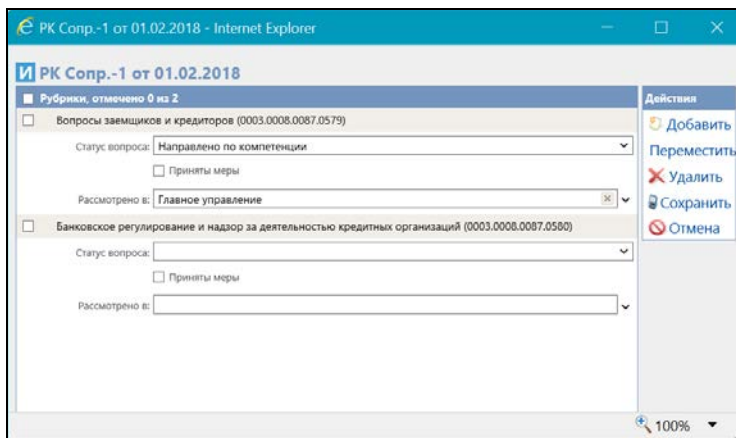 РК Сопр.-1 от 01.02.2018 - Internet Explorer
И РК Сопр.-1 от 01.02.2018
Рубрики, отмечено 0 из 2
Действия
Вопросы заемщиков и кредиторов (0003.0008.0087.0579)
Добавить
Статус вопроса: Направлено по компетенции
Переместить
Приняты меры
Удалить
Рассмотрено в: Главное управление
Сохранить
Банковское регулирование и надзор за деятельностью кредитных организаций (0003.0008.0087.0580)
Отмена
Статус вопроса:
Приняты меры
Рассмотрено в:
100%